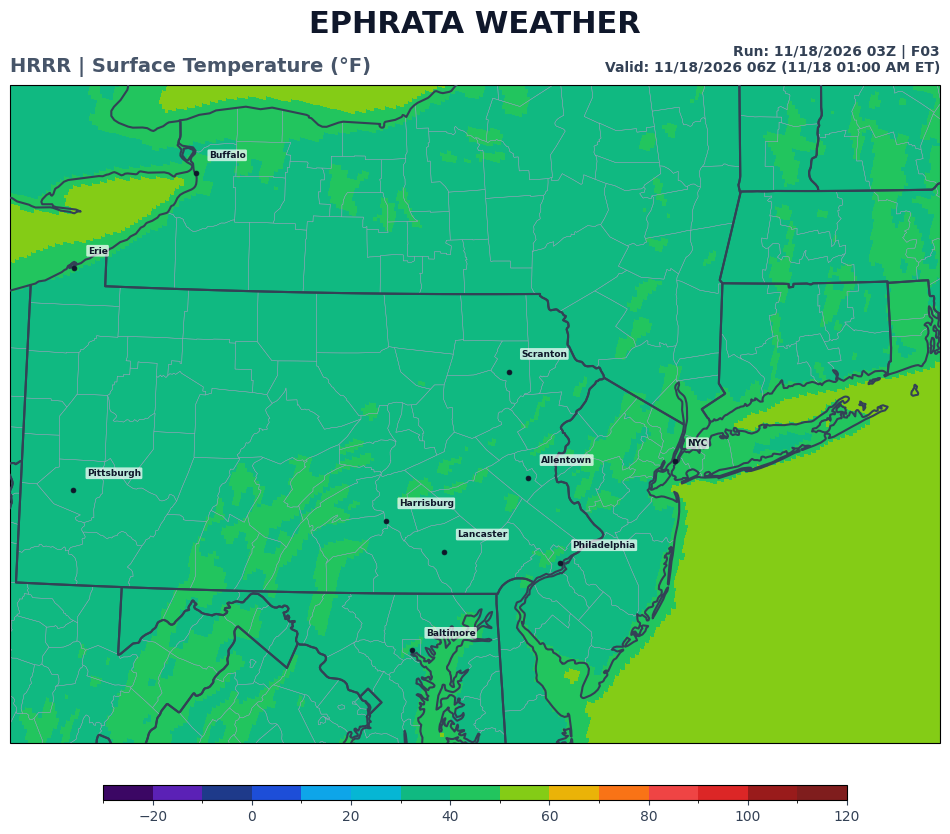 EPHRATA WEATHER
HRRR | Surface Temperature (°F)
Run: 11/18/2026 03Z | F03
Valid: 11/18/2026 06Z (11/18 01:00 AM ET)
Buffalo
Erie
Scranton
NYC
Allentown
Pittsburgh
Harrisburg
Lancaster
Philadelphia
Baltimore
−20 0 20 40 60 80 100 120